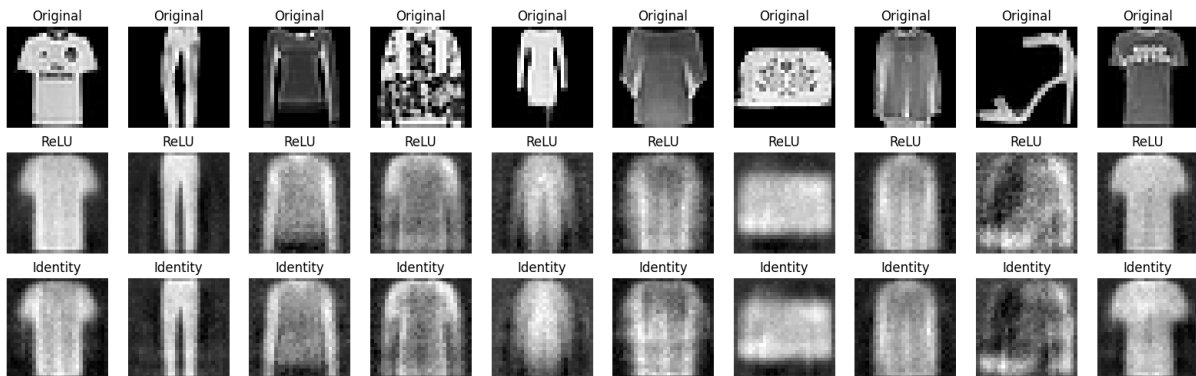 Original Original Original Original Original Original Original Original Original Original
ReLU ReLU ReLU ReLU ReLU ReLU ReLU ReLU ReLU ReLU
Identity Identity Identity Identity Identity Identity Identity Identity Identity Identity